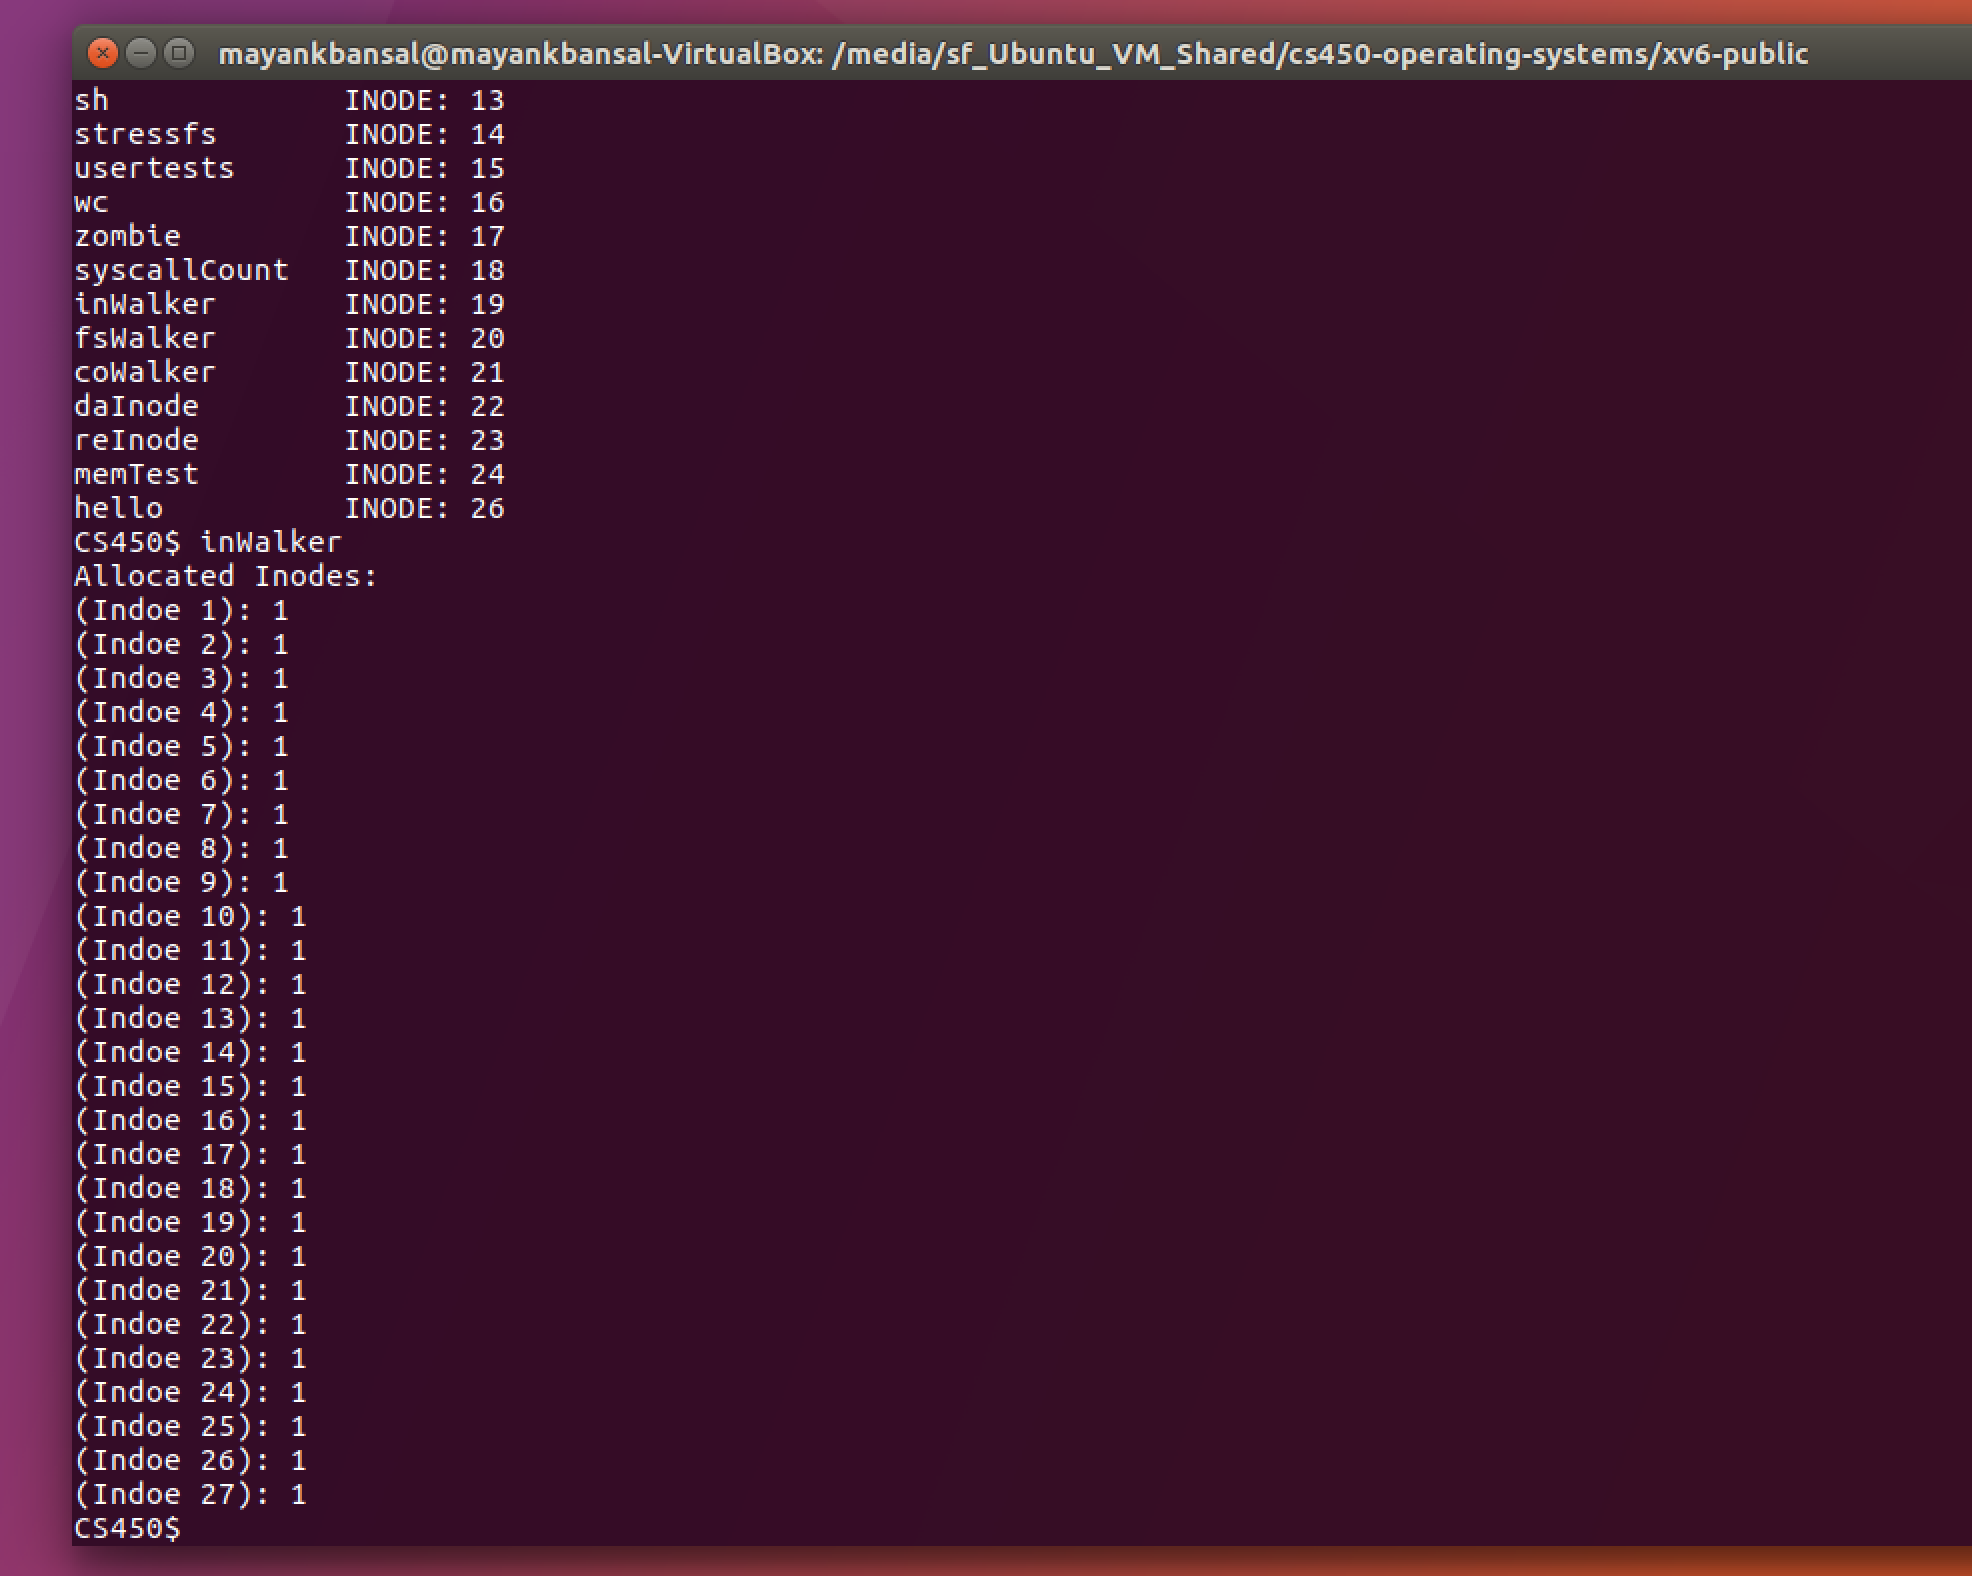 mayankbansal@mayankbansal-VirtualBox: /media/sf_Ubuntu_VM_Shared/cs450-operating-systems/xv6-public
sh INODE: 13
stressfs INODE: 14
usertests INODE: 15
wc INODE: 16
zombie INODE: 17
syscallCount INODE: 18
inWalker INODE: 19
fsWalker INODE: 20
coWalker INODE: 21
daInode INODE: 22
reInode INODE: 23
memTest INODE: 24
hello INODE: 26
CS450$ inWalker
Allocated Inodes:
(Indoe 1): 1
(Indoe 2): 1
(Indoe 3): 1
(Indoe 4): 1
(Indoe 5): 1
(Indoe 6): 1
(Indoe 7): 1
(Indoe 8): 1
(Indoe 9): 1
(Indoe 10): 1
(Indoe 11): 1
(Indoe 12): 1
(Indoe 13): 1
(Indoe 14): 1
(Indoe 15): 1
(Indoe 16): 1
(Indoe 17): 1
(Indoe 18): 1
(Indoe 19): 1
(Indoe 20): 1
(Indoe 21): 1
(Indoe 22): 1
(Indoe 23): 1
(Indoe 24): 1
(Indoe 25): 1
(Indoe 26): 1
(Indoe 27): 1
CS450$